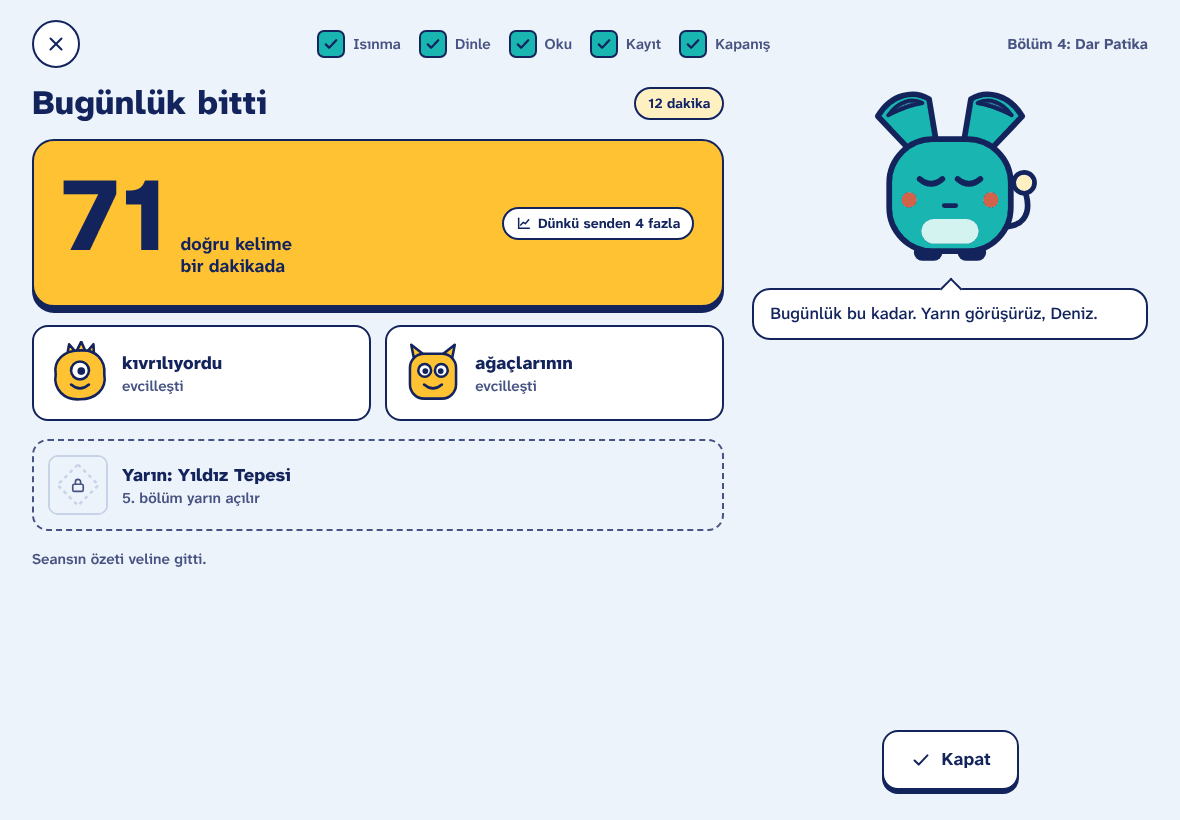 Isınma
Dinle
Oku
Kayıt
Kapanış
Bölüm 4: Dar Patika
Bugünlük bitti
12 dakika
71
doğru kelime
bir dakikada
Dünkü senden 4 fazla
kıvrılıyordu
evcilleşti
ağaçlarının
evcilleşti
Yarın: Yıldız Tepesi
5. bölüm yarın açılır
Seansın özeti veline gitti.
Bugünlük bu kadar. Yarın görüşürüz, Deniz.
Kapat